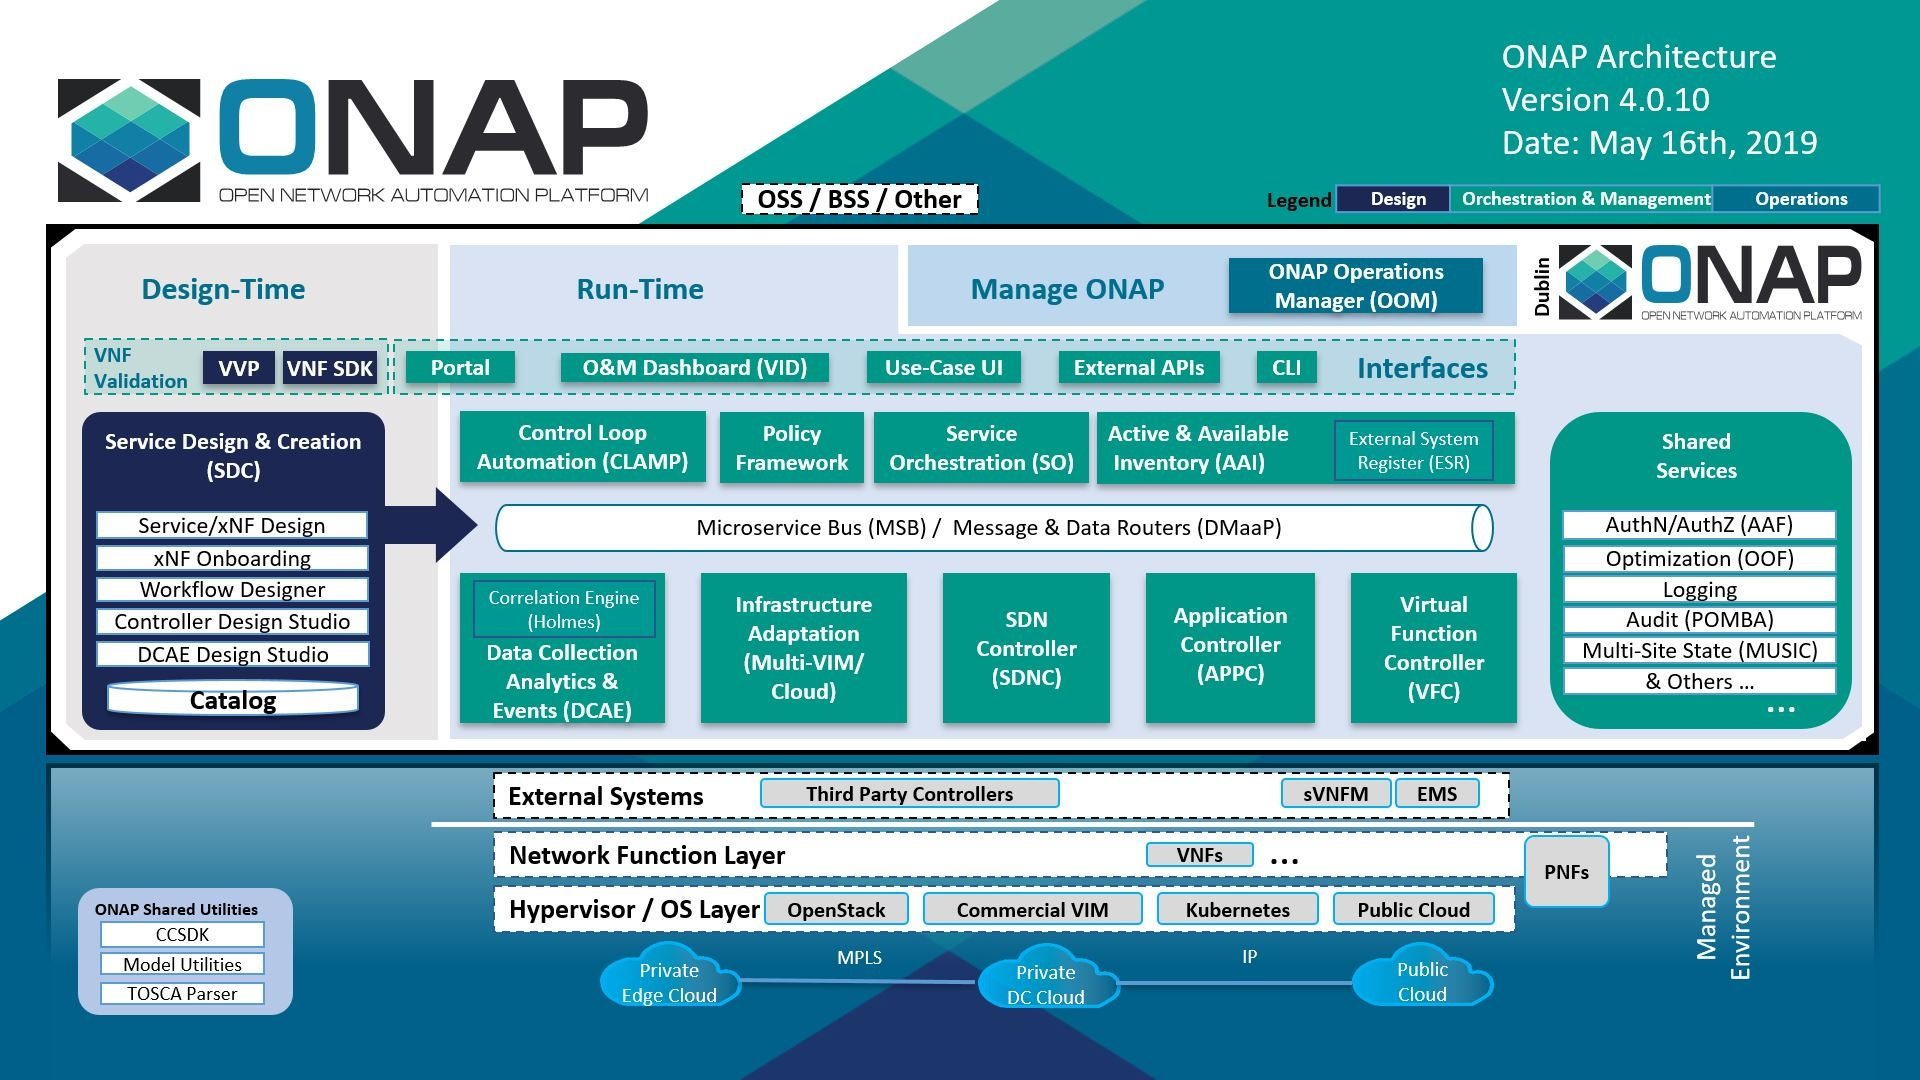 ONAP
OPEN NETWORK AUTOMATION PLATFORM
ONAP Architecture
Version 4.0.10
Date: May 16th, 2019
OSS / BSS / Other
Legend
Design
Orchestration & Management
Operations
Design-Time
Run-Time
Manage ONAP
ONAP Operations
Manager (OOM)
Dublin
ONAP
OPEN NETWORK AUTOMATION PLATFORM
VNF
Validation
VVP
VNF SDK
Portal
O&M Dashboard (VID)
Use-Case UI
External APIs
CLI
Interfaces
Service Design & Creation
(SDC)
Service/xNF Design
xNF Onboarding
Workflow Designer
Controller Design Studio
DCAE Design Studio
Catalog
Control Loop
Automation (CLAMP)
Policy
Framework
Service
Orchestration (SO)
Active & Available
Inventory (AAI)
External System
Register (ESR)
Microservice Bus (MSB) /  Message & Data Routers (DMaaP)
Correlation Engine
(Holmes)
Data Collection
Analytics &
Events (DCAE)
Infrastructure
Adaptation
(Multi-VIM/
Cloud)
SDN
Controller
(SDNC)
Application
Controller
(APPC)
Virtual
Function
Controller
(VFC)
Shared
Services
AuthN/AuthZ (AAF)
Optimization (OOF)
Logging
Audit (POMBA)
Multi-Site State (MUSIC)
& Others ...
...
External Systems
Third Party Controllers
sVNFM
EMS
Network Function Layer
VNFs
...
PNFs
Hypervisor / OS Layer
OpenStack
Commercial VIM
Kubernetes
Public Cloud
Managed
Environment
ONAP Shared Utilities
CCSDK
Model Utilities
TOSCA Parser
Private
Edge Cloud
MPLS
Private
DC Cloud
IP
Public
Cloud